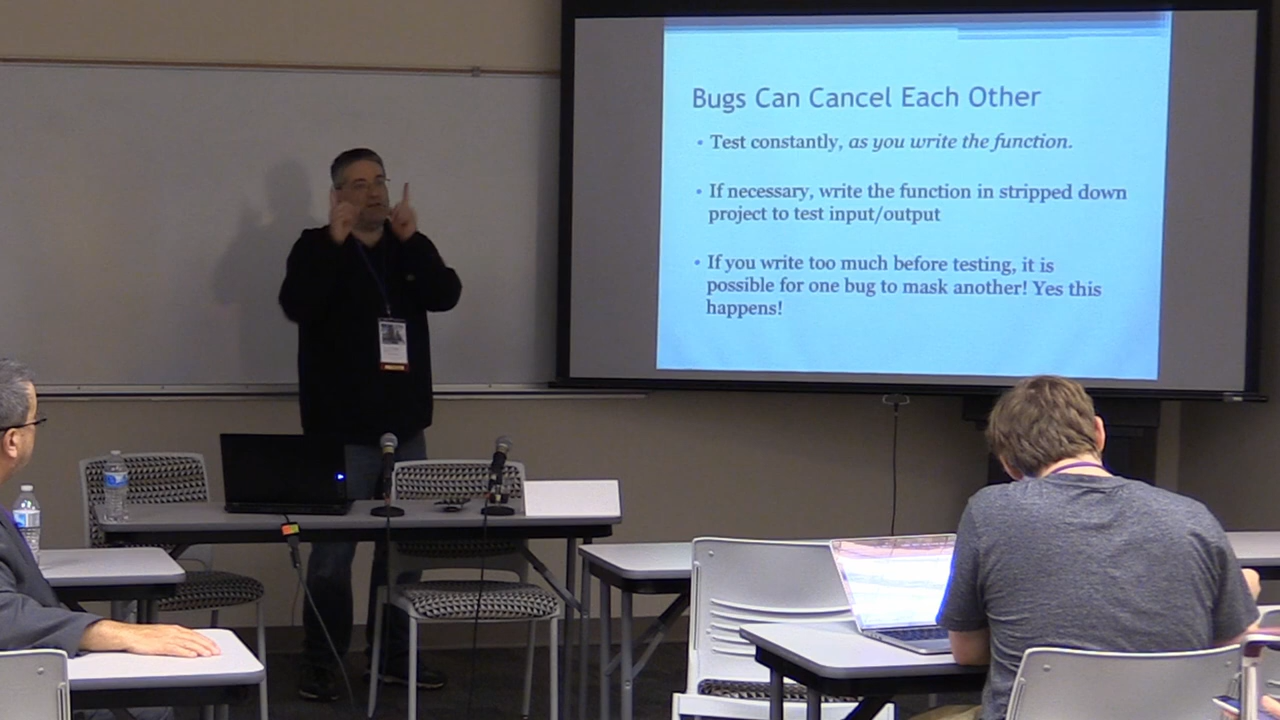 Bugs Can Cancel Each Other
• Test constantly, as you write the function.
• If necessary, write the function in stripped down
project to test input/output
• If you write too much before testing, it is
possible for one bug to mask another! Yes this
happens!